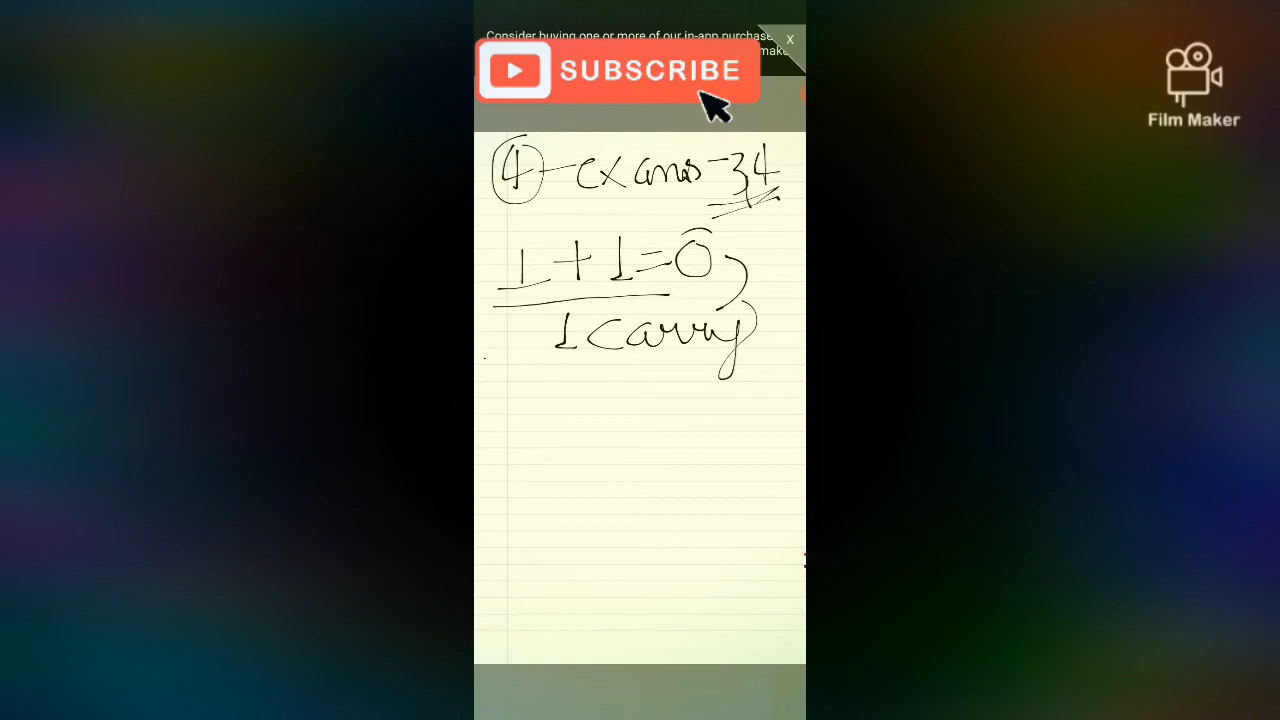 Consider buying one or more of our in-app purchase
make
X
SUBSCRIBE
Film Maker
4 - exams - 34
1 + 1 = 0
1 carry